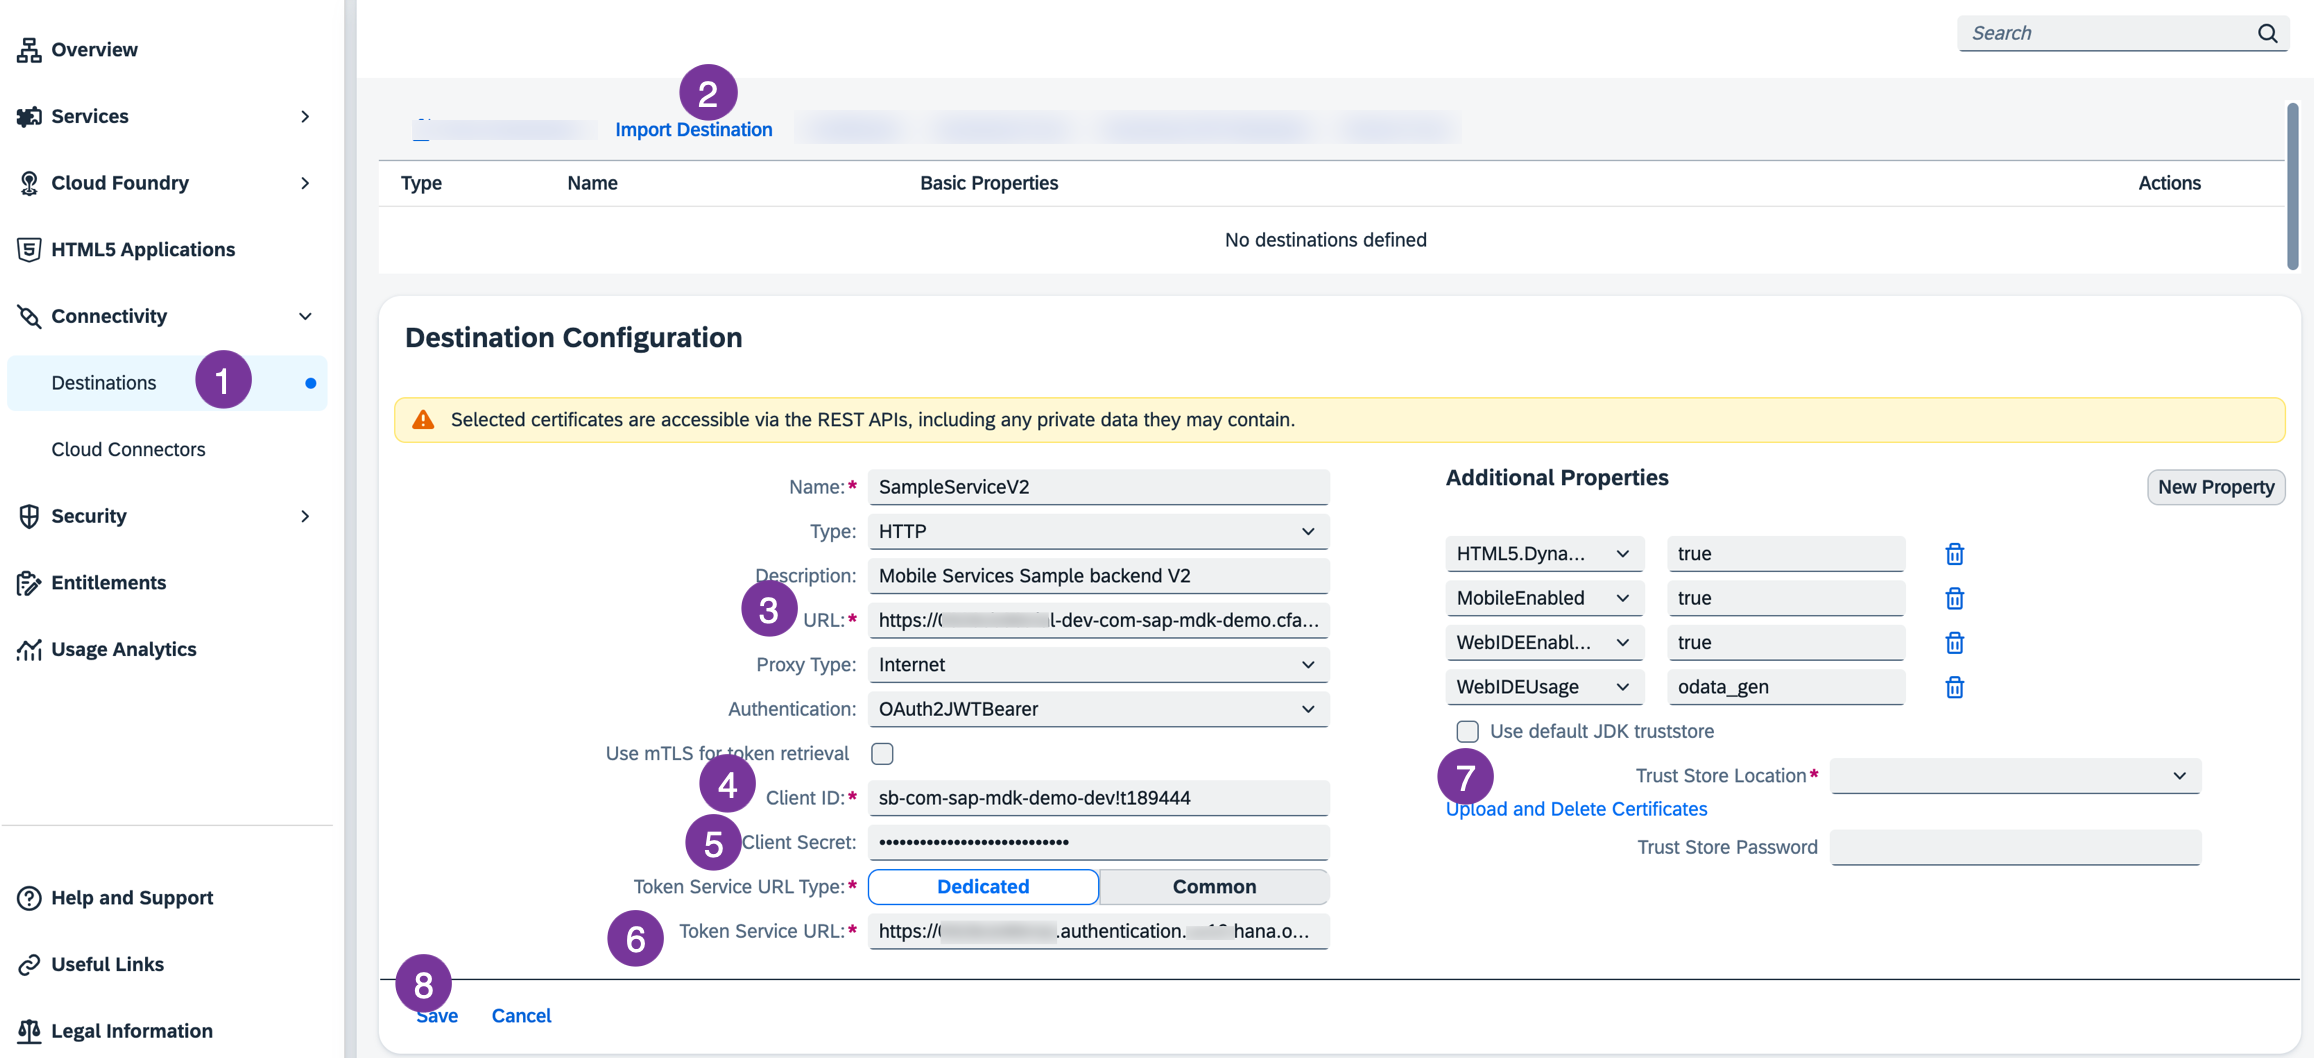 Overview
Services
Cloud Foundry
HTML5 Applications
Connectivity
Destinations
1
Cloud Connectors
Security
Entitlements
Usage Analytics
Help and Support
Useful Links
Legal Information
Search
2
Import Destination
Type Name Basic Properties Actions
No destinations defined
Destination Configuration
Selected certificates are accessible via the REST APIs, including any private data they may contain.
Name:* SampleServiceV2
Type: HTTP
Description: Mobile Services Sample backend V2
3 URL:* https:// l-dev-com-sap-mdk-demo.cfa...
Proxy Type: Internet
Authentication: OAuth2JWTBearer
Use mTLS for token retrieval
4 Client ID:* sb-com-sap-mdk-demo-dev!t189444
5 Client Secret: ••••••••••••••••••••••••••••
Token Service URL Type:* Dedicated Common
6 Token Service URL:* https:// .authentication. hana.o...
Additional Properties
New Property
HTML5.Dyna... true
MobileEnabled true
WebIDEEnabl... true
WebIDEUsage odata_gen
Use default JDK truststore
7 Trust Store Location*
Upload and Delete Certificates
Trust Store Password
8
Save Cancel